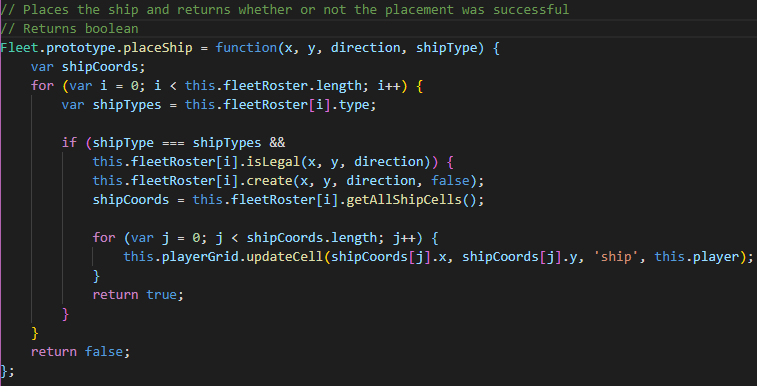 // Places the ship and returns whether or not the placement was successful
// Returns boolean
Fleet.prototype.placeShip = function(x, y, direction, shipType) {
    var shipCoords;
    for (var i = 0; i < this.fleetRoster.length; i++) {
        var shipTypes = this.fleetRoster[i].type;

        if (shipType === shipTypes &&
            this.fleetRoster[i].isLegal(x, y, direction)) {
            this.fleetRoster[i].create(x, y, direction, false);
            shipCoords = this.fleetRoster[i].getAllShipCells();

            for (var j = 0; j < shipCoords.length; j++) {
                this.playerGrid.updateCell(shipCoords[j].x, shipCoords[j].y, 'ship', this.player);
            }
            return true;
        }
    }
    return false;
};